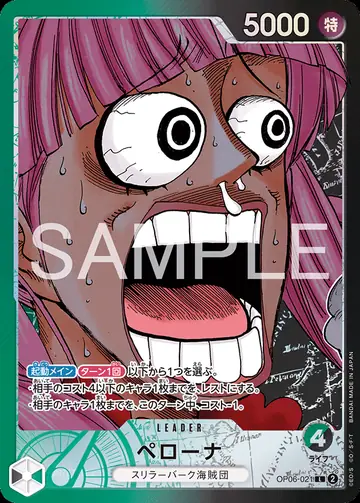 5000 特
SAMPLE
起動メイン ターン1回 以下から1つを選ぶ。
・相手のコスト4以下のキャラ1枚までを、レストにする。
・相手のキャラ1枚までを、このターン中、コスト-1。
LEADER
ペローナ
スリラーバーク海賊団
4
ライフ
OP06-021 L 2
BANDAI MADE IN JAPAN